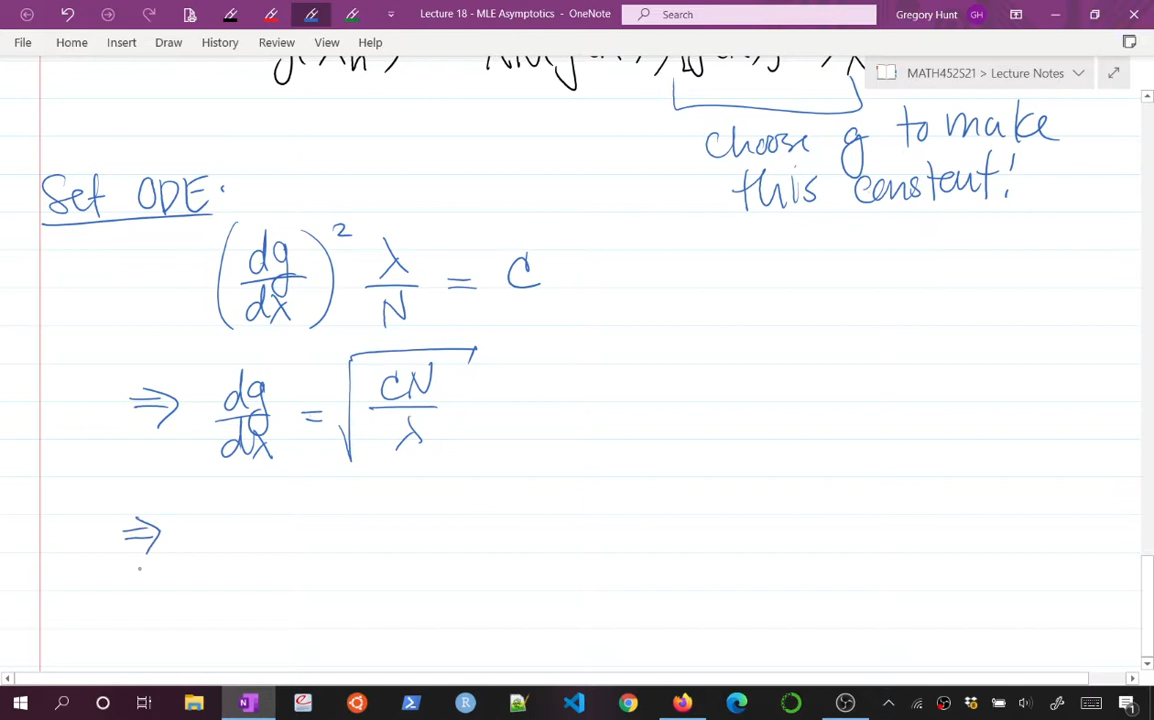 Lecture 18 - MLE Asymptotics - OneNote
Search
Gregory Hunt GH
File Home Insert Draw History Review View Help
MATH452S21 > Lecture Notes
choose g to make
this constant!
Set ODE:
(dg/dx)² λ/N = C
⇒ dg/dx = √(CN/λ)
⇒